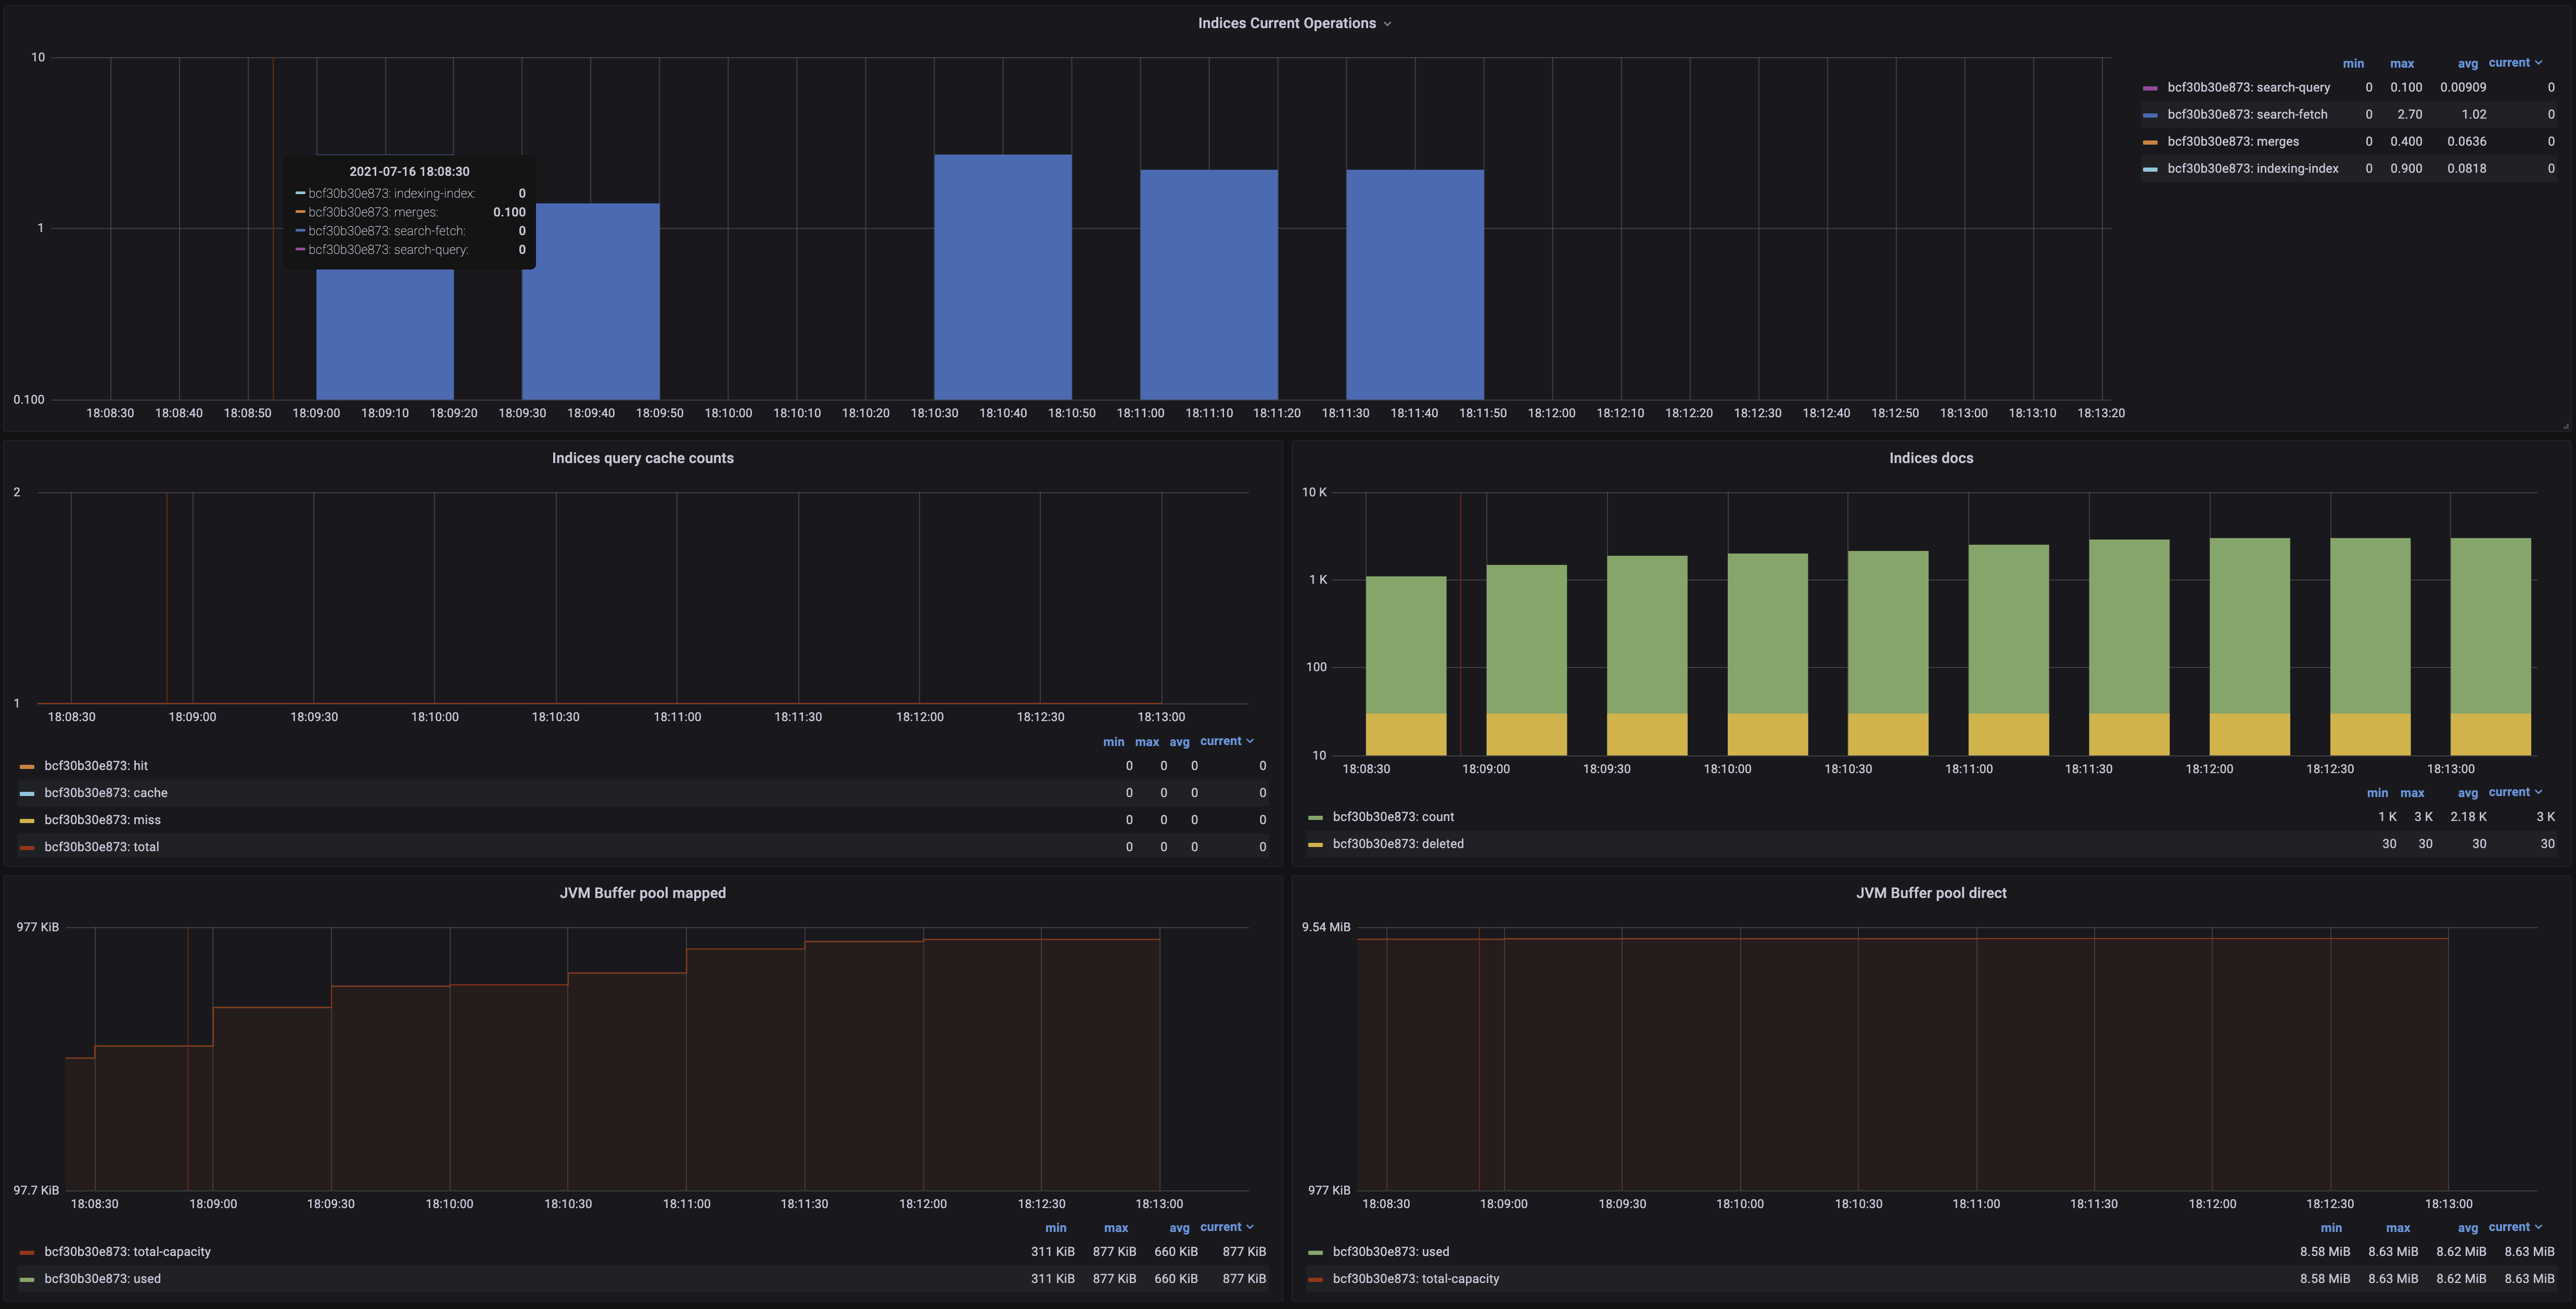 Indices Current Operations
10
1
0.100
18:08:30 18:08:40 18:08:50 18:09:00 18:09:10 18:09:20 18:09:30 18:09:40 18:09:50 18:10:00 18:10:10 18:10:20 18:10:30 18:10:40 18:10:50 18:11:00 18:11:10 18:11:20 18:11:30 18:11:40 18:11:50 18:12:00 18:12:10 18:12:20 18:12:30 18:12:40 18:12:50 18:13:00 18:13:10 18:13:20
2021-07-16 18:08:30
bcf30b30e873: indexing-index: 0
bcf30b30e873: merges: 0.100
bcf30b30e873: search-fetch: 0
bcf30b30e873: search-query: 0
min max avg current
bcf30b30e873: search-query 0 0.100 0.00909 0
bcf30b30e873: search-fetch 0 2.70 1.02 0
bcf30b30e873: merges 0 0.400 0.0636 0
bcf30b30e873: indexing-index 0 0.900 0.0818 0
Indices query cache counts
2
1
18:08:30 18:09:00 18:09:30 18:10:00 18:10:30 18:11:00 18:11:30 18:12:00 18:12:30 18:13:00
min max avg current
bcf30b30e873: hit 0 0 0 0
bcf30b30e873: cache 0 0 0 0
bcf30b30e873: miss 0 0 0 0
bcf30b30e873: total 0 0 0 0
Indices docs
10 K
1 K
100
10
18:08:30 18:09:00 18:09:30 18:10:00 18:10:30 18:11:00 18:11:30 18:12:00 18:12:30 18:13:00
min max avg current
bcf30b30e873: count 1 K 3 K 2.18 K 3 K
bcf30b30e873: deleted 30 30 30 30
JVM Buffer pool mapped
977 KiB
97.7 KiB
18:08:30 18:09:00 18:09:30 18:10:00 18:10:30 18:11:00 18:11:30 18:12:00 18:12:30 18:13:00
min max avg current
bcf30b30e873: total-capacity 311 KiB 877 KiB 660 KiB 877 KiB
bcf30b30e873: used 311 KiB 877 KiB 660 KiB 877 KiB
JVM Buffer pool direct
9.54 MiB
977 KiB
18:08:30 18:09:00 18:09:30 18:10:00 18:10:30 18:11:00 18:11:30 18:12:00 18:12:30 18:13:00
min max avg current
bcf30b30e873: used 8.58 MiB 8.63 MiB 8.62 MiB 8.63 MiB
bcf30b30e873: total-capacity 8.58 MiB 8.63 MiB 8.62 MiB 8.63 MiB